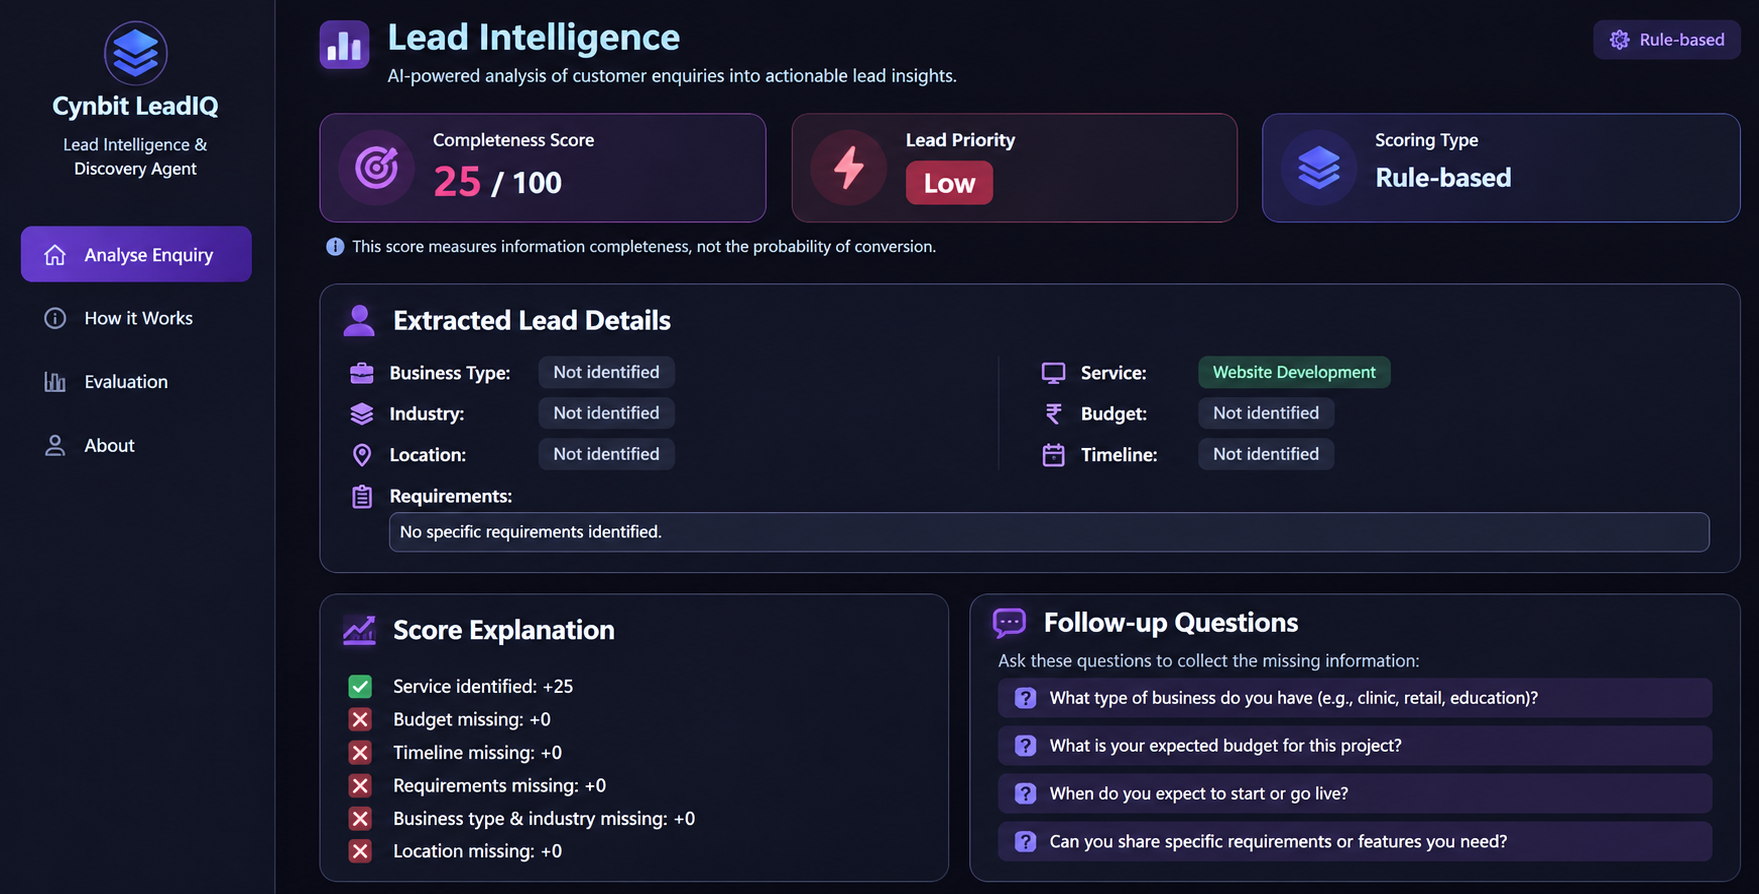 Cynbit LeadIQ
Lead Intelligence &
Discovery Agent
Analyse Enquiry
How it Works
Evaluation
About
Lead Intelligence
AI-powered analysis of customer enquiries into actionable lead insights.
Rule-based
Completeness Score
25 / 100
Lead Priority
Low
Scoring Type
Rule-based
This score measures information completeness, not the probability of conversion.
Extracted Lead Details
Business Type: Not identified
Industry: Not identified
Location: Not identified
Service: Website Development
₹ Budget: Not identified
Timeline: Not identified
Requirements:
No specific requirements identified.
Score Explanation
Service identified: +25
Budget missing: +0
Timeline missing: +0
Requirements missing: +0
Business type & industry missing: +0
Location missing: +0
Follow-up Questions
Ask these questions to collect the missing information:
? What type of business do you have (e.g., clinic, retail, education)?
? What is your expected budget for this project?
? When do you expect to start or go live?
? Can you share specific requirements or features you need?